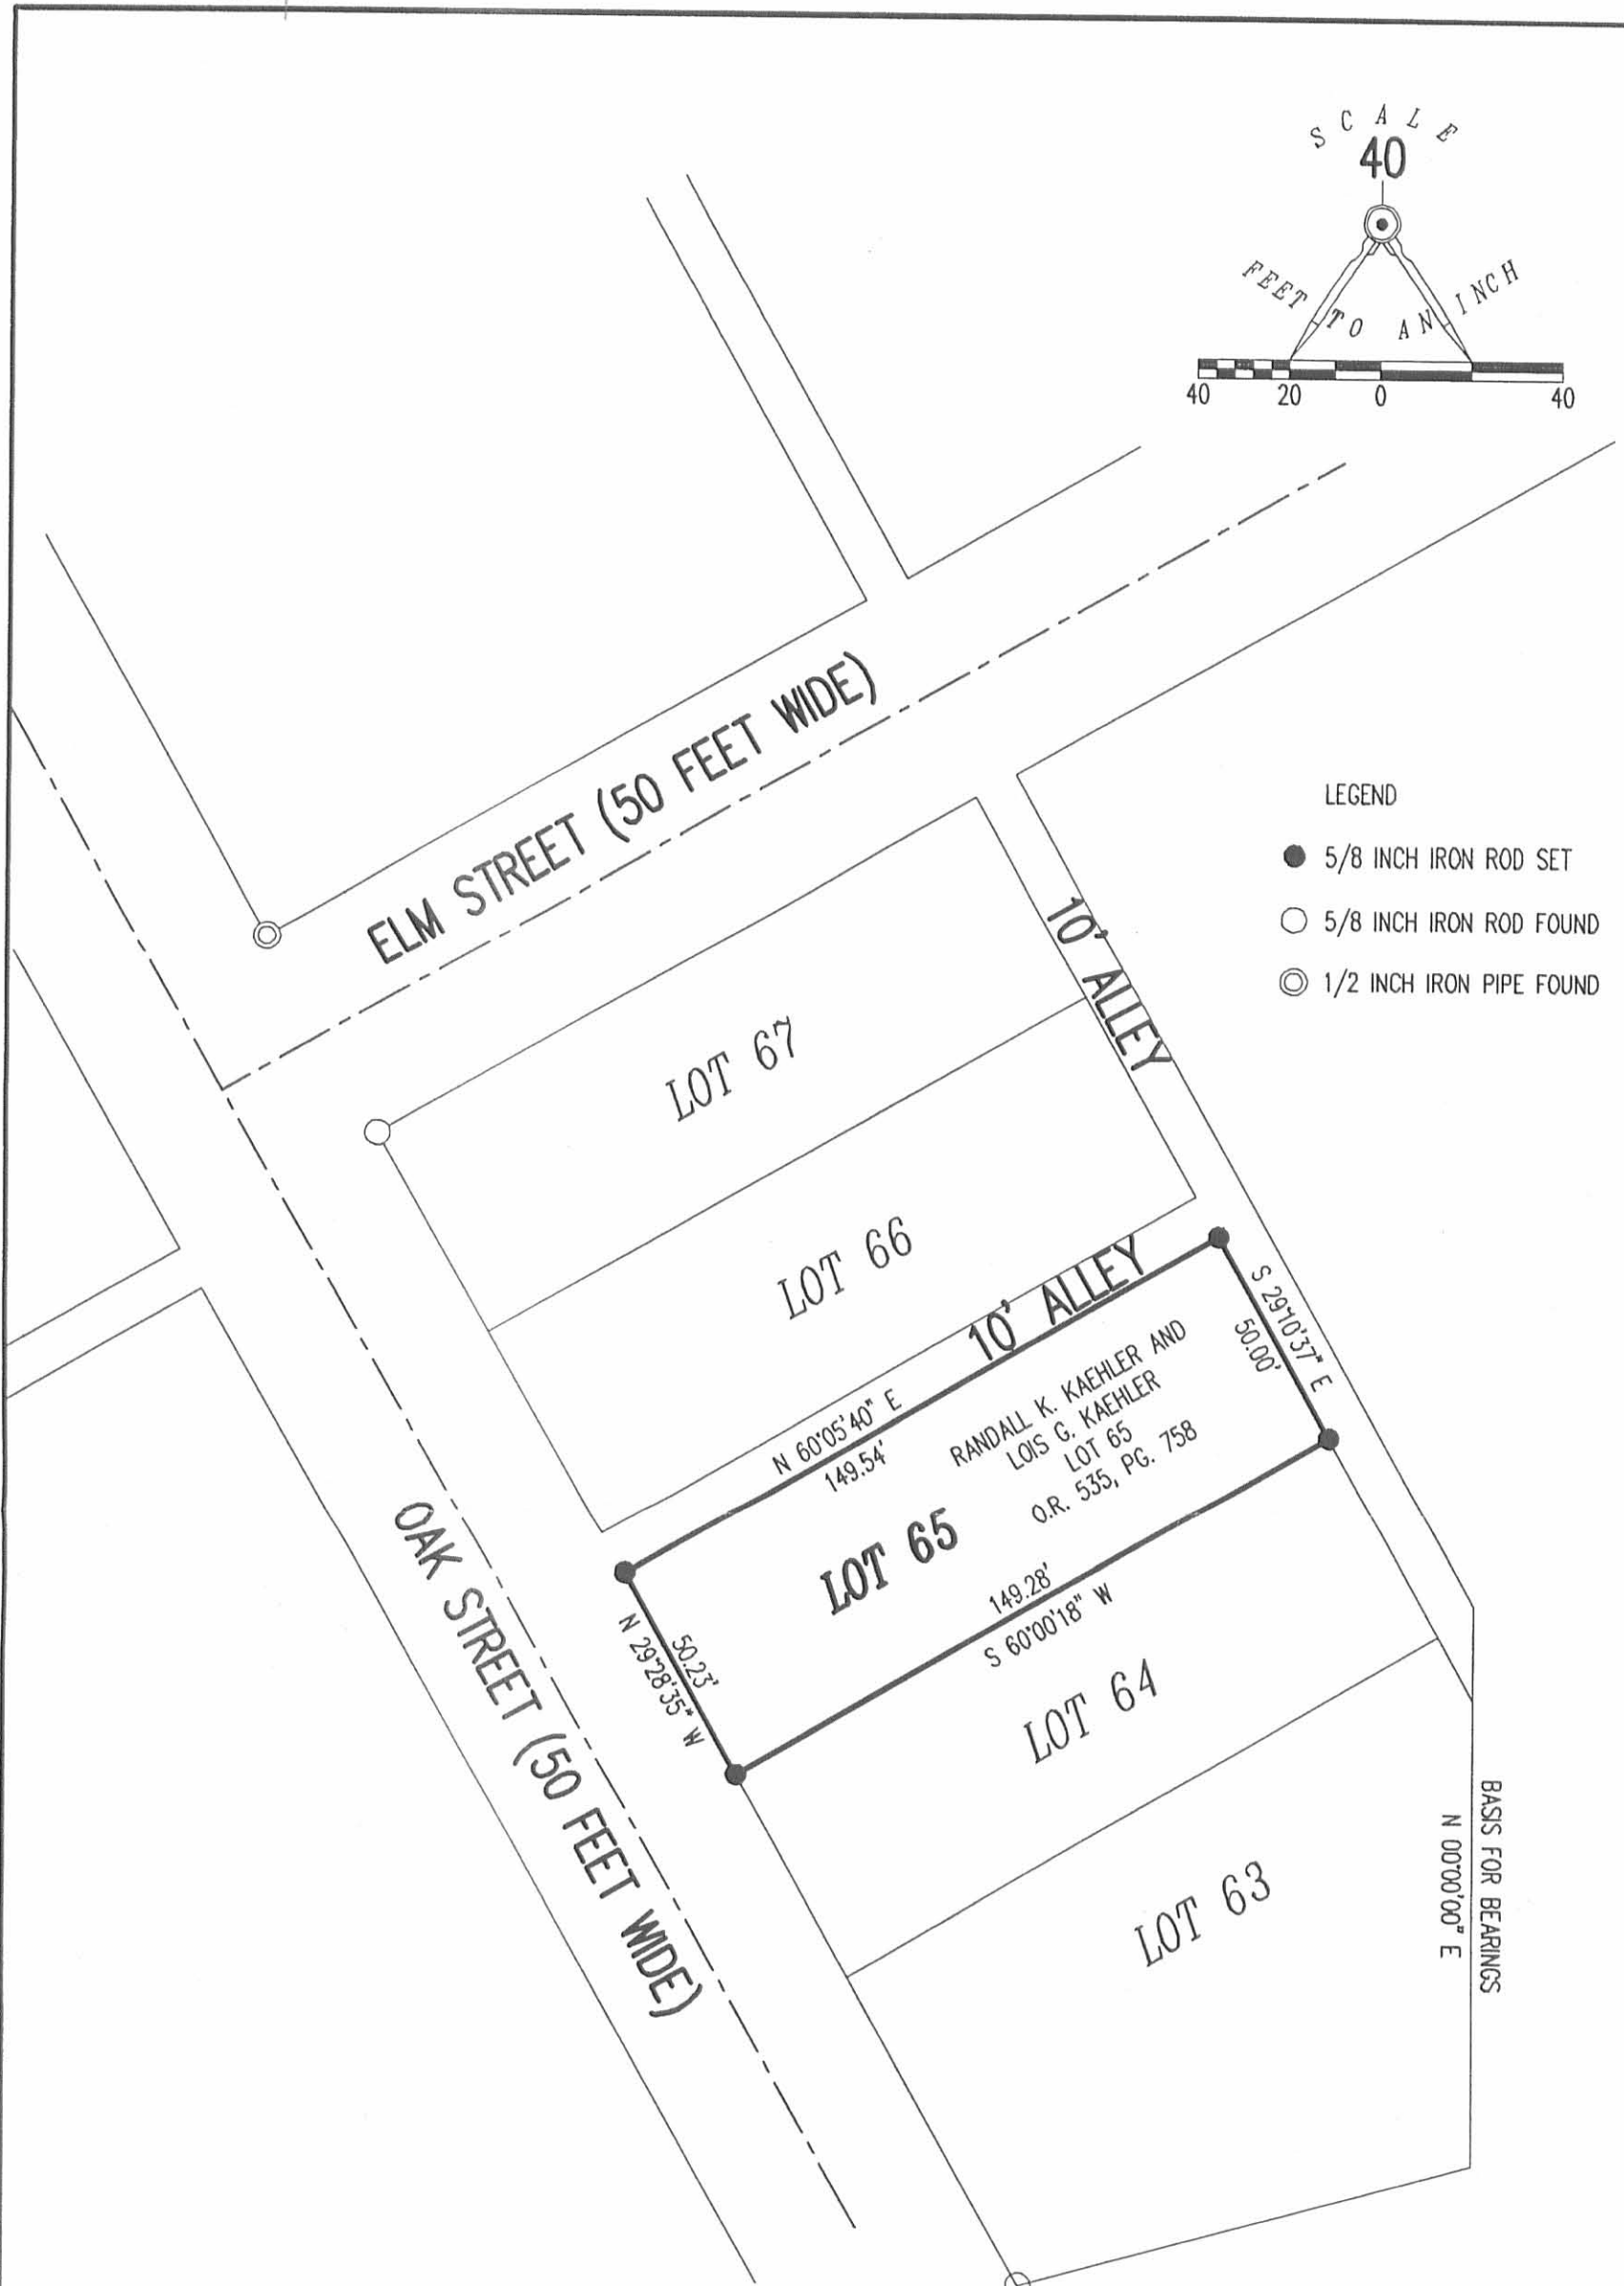 SCALE
40
FEET TO AN INCH
40 20 0 40
ELM STREET (50 FEET WIDE)
LEGEND
5/8 INCH IRON ROD SET
5/8 INCH IRON ROD FOUND
1/2 INCH IRON PIPE FOUND
10' ALLEY
LOT 67
LOT 66
10' ALLEY
S 29°10'37" E
50.00'
N 60°05'40" E
149.54'
RANDALL K. KAEHLER AND
LOIS G. KAEHLER
LOT 65
O.R. 535, PG. 758
LOT 65
149.28'
S 60°00'18" W
50.23'
N 29°28'35" W
OAK STREET (50 FEET WIDE)
LOT 64
LOT 63
BASIS FOR BEARINGS
N 00°00'00" E